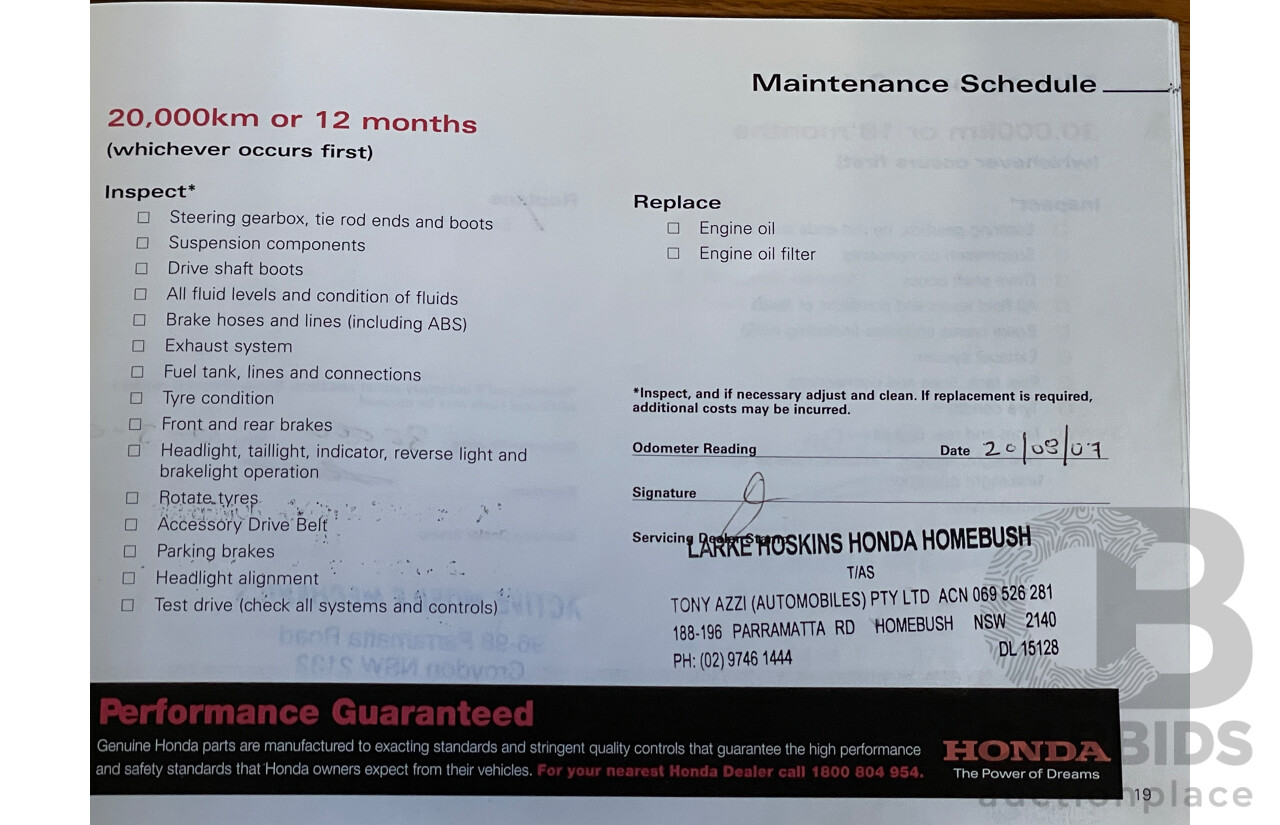 Maintenance Schedule
20,000km or 12 months
(whichever occurs first)
Inspect*
☐ Steering gearbox, tie rod ends and boots
☐ Suspension components
☐ Drive shaft boots
☐ All fluid levels and condition of fluids
☐ Brake hoses and lines (including ABS)
☐ Exhaust system
☐ Fuel tank, lines and connections
☐ Tyre condition
☐ Front and rear brakes
☐ Headlight, taillight, indicator, reverse light and
brakelight operation
☐ Rotate tyres
☐ Accessory Drive Belt
☐ Parking brakes
☐ Headlight alignment
☐ Test drive (check all systems and controls)
Replace
☐ Engine oil
☐ Engine oil filter
*Inspect, and if necessary adjust and clean. If replacement is required,
additional costs may be incurred.
Odometer Reading Date 20/09/07
Signature
Servicing Dealer Stamp
LARKE HOSKINS HONDA HOMEBUSH
T/AS
TONY AZZI (AUTOMOBILES) PTY LTD ACN 069 526 281
188-196 PARRAMATTA RD HOMEBUSH NSW 2140
PH: (02) 9746 1444 DL 15128
Performance Guaranteed
Genuine Honda parts are manufactured to exacting standards and stringent quality controls that guarantee the high performance
and safety standards that Honda owners expect from their vehicles. For your nearest Honda Dealer call 1800 804 954.
HONDA
The Power of Dreams
19